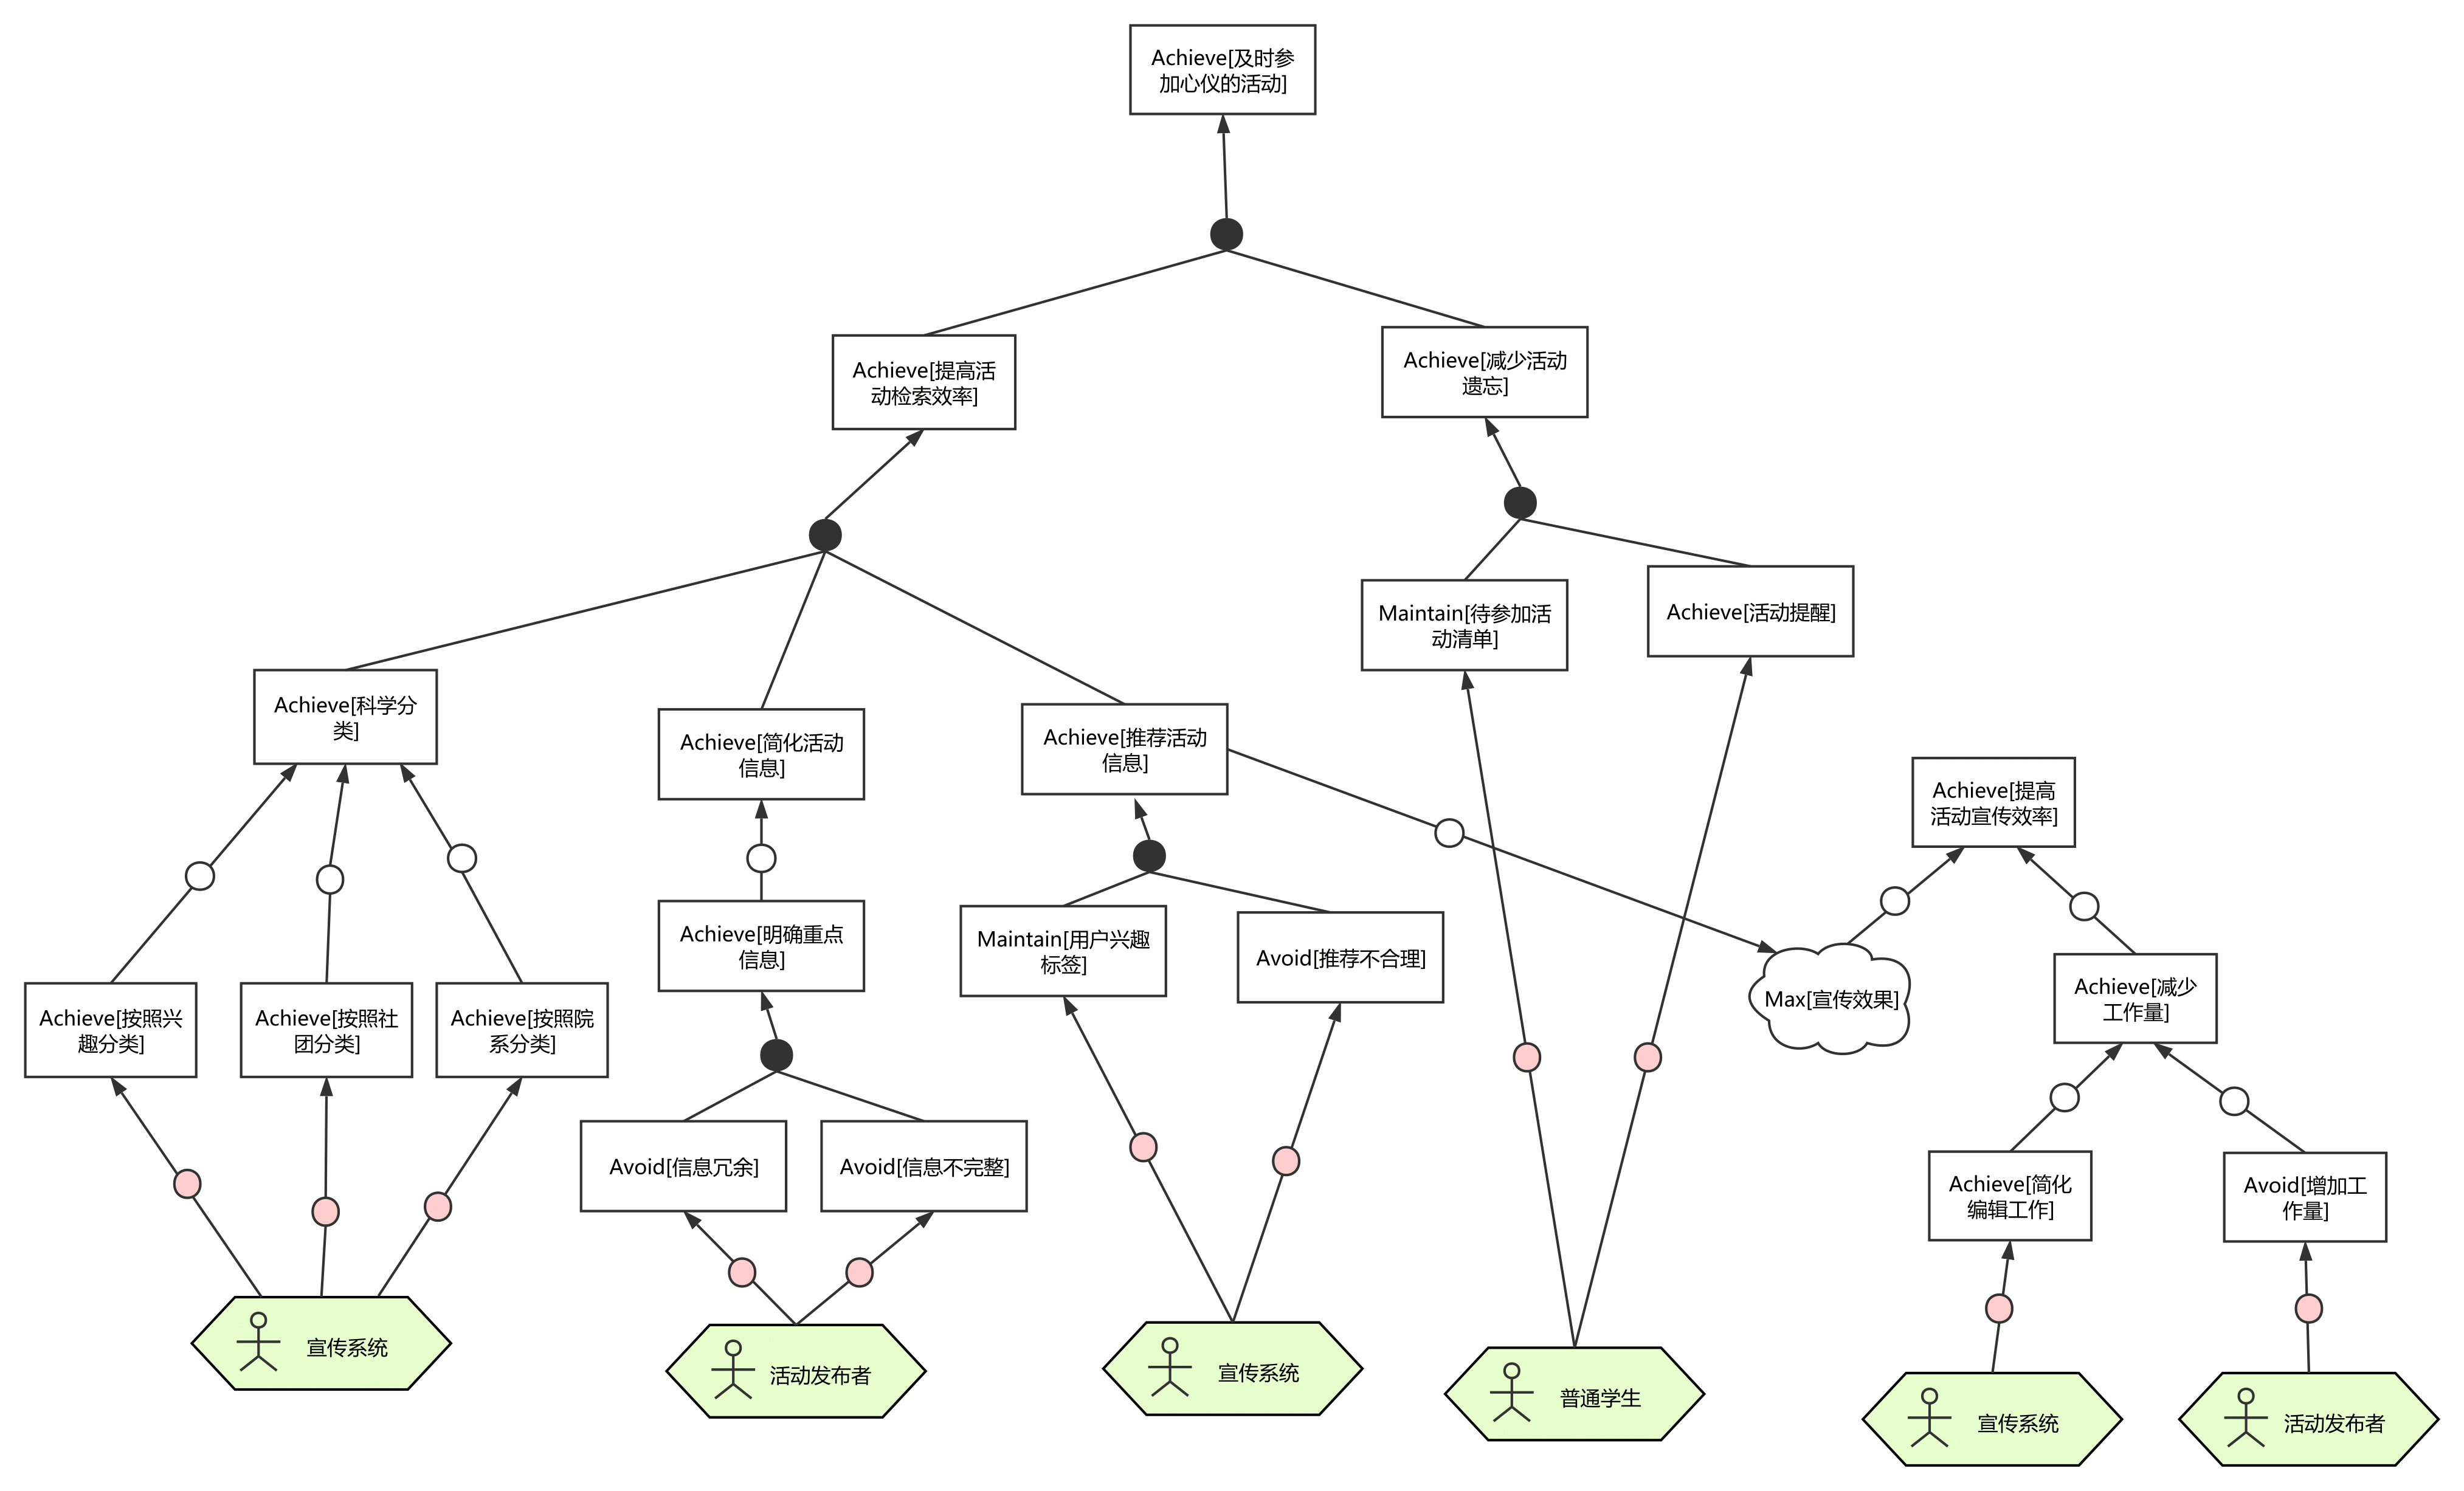 Achieve[及时参
加心仪的活动]
Achieve[提高活
动检索效率]
Achieve[减少活动
遗忘]
Maintain[待参加活
动清单]
Achieve[活动提醒]
Achieve[科学分
类]
Achieve[简化活动
信息]
Achieve[推荐活动
信息]
Achieve[提高
活动宣传效率]
Achieve[明确重点
信息]
Maintain[用户兴趣
标签]
Avoid[推荐不合理]
Max[宣传效果]
Achieve[减少
工作量]
Achieve[按照兴
趣分类]
Achieve[按照社
团分类]
Achieve[按照院
系分类]
Avoid[信息冗余]
Avoid[信息不完整]
Achieve[简化
编辑工作]
Avoid[增加工
作量]
宣传系统
活动发布者
宣传系统
普通学生
宣传系统
活动发布者